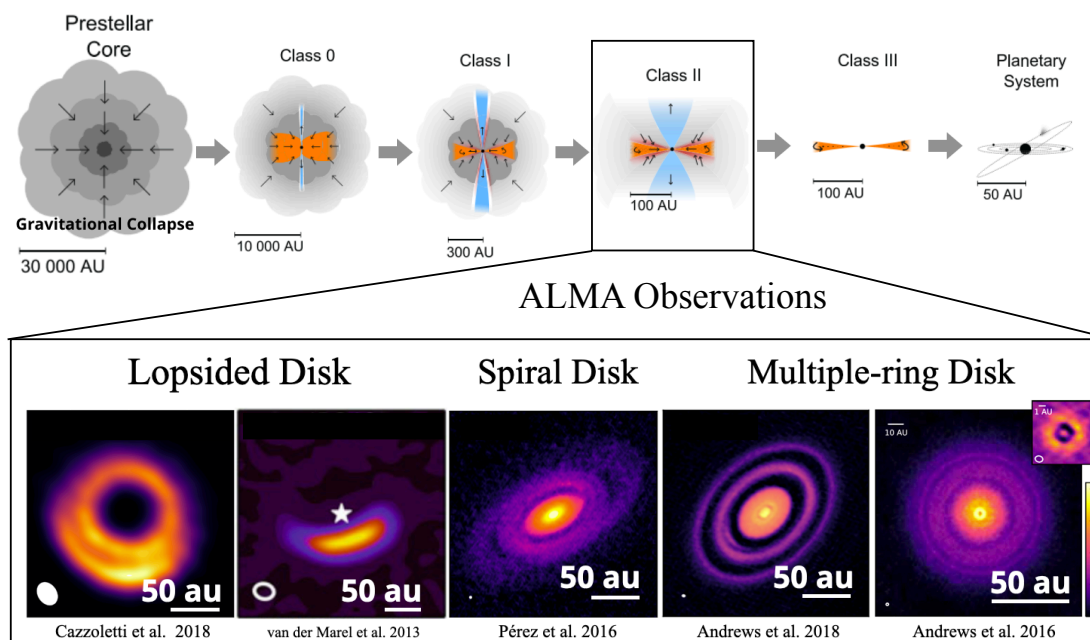 Prestellar
Core
Class 0
Class I
Class II
Class III
Planetary
System
Gravitational Collapse
30 000 AU
10 000 AU
300 AU
100 AU
100 AU
50 AU
ALMA Observations
Lopsided Disk
Spiral Disk
Multiple-ring Disk
10 AU
1 AU
50 au
50 au
50 au
50 au
50 au
Cazzoletti et al. 2018
van der Marel et al. 2013
Pérez et al. 2016
Andrews et al. 2018
Andrews et al. 2016